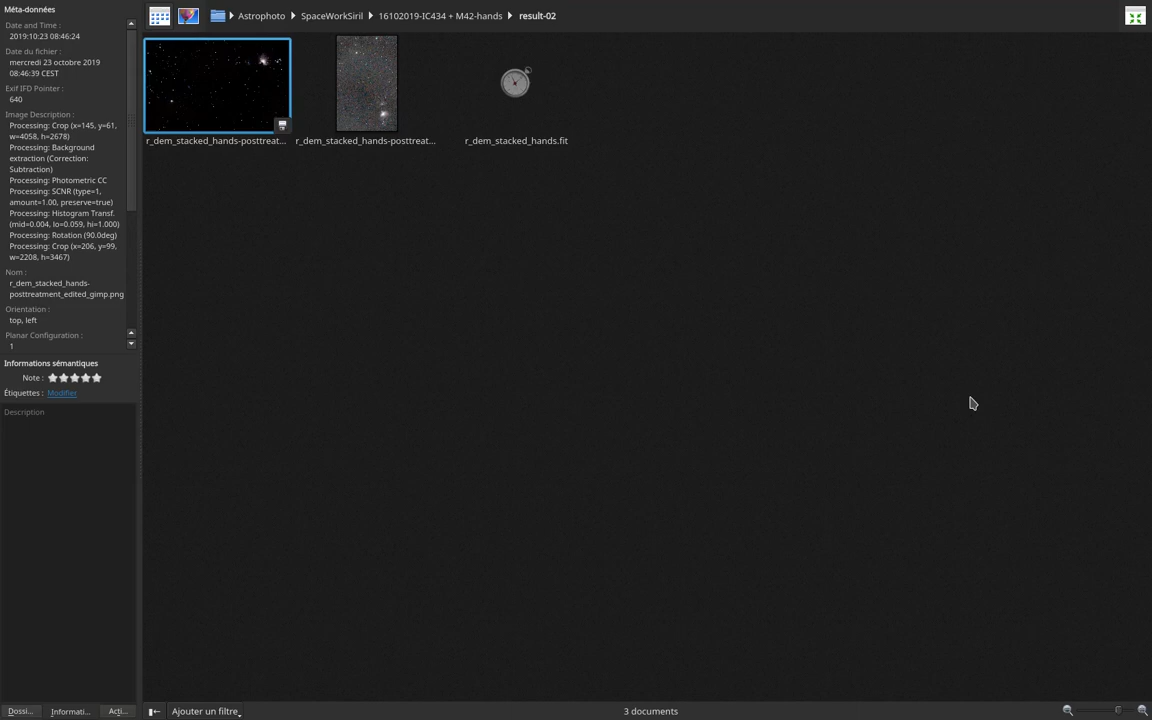 Méta-données
Date and Time :
2019:10:23 08:46:24
Date du fichier :
mercredi 23 octobre 2019
08:46:39 CEST
Exif IFD Pointer :
640
Image Description :
Processing: Crop (x=145, y=61,
w=4058, h=2678)
Processing: Background
extraction (Correction:
Subtraction)
Processing: Photometric CC
Processing: SCNR (type=1,
amount=1.00, preserve=true)
Processing: Histogram Transf.
(mid=0.004, lo=0.059, hi=1.000)
Processing: Rotation (90.0deg)
Processing: Crop (x=206, y=99,
w=2208, h=3467)
Nom :
r_dem_stacked_hands-
posttreatment_edited_gimp.png
Orientation :
top, left
Planar Configuration :
1
Informations sémantiques
Note :
Étiquettes : Modifier
Description
Dossi... Informati... Acti...
Astrophoto SpaceWorkSiril 16102019-IC434 + M42-hands result-02
r_dem_stacked_hands-posttreat... r_dem_stacked_hands-posttreat... r_dem_stacked_hands.fit
Ajouter un filtre 3 documents